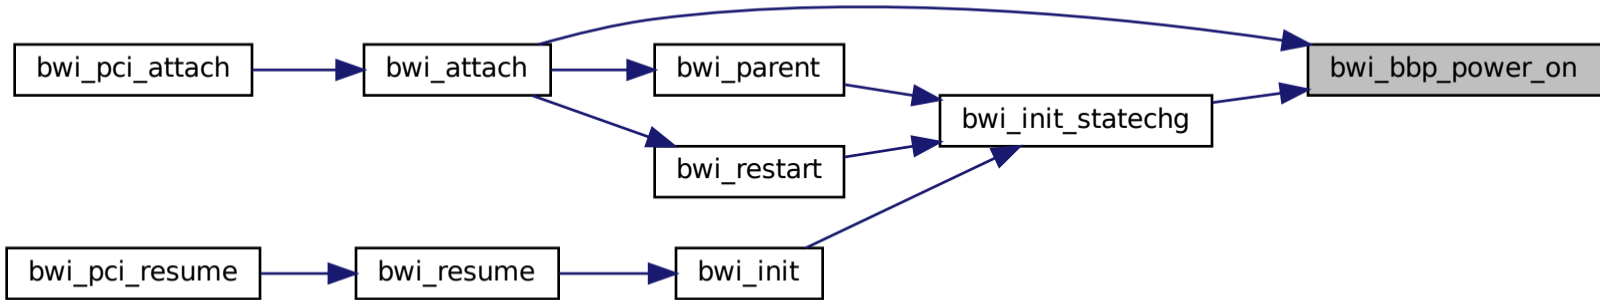 bwi_pci_attach
bwi_attach
bwi_parent
bwi_bbp_power_on
bwi_init_statechg
bwi_restart
bwi_pci_resume
bwi_resume
bwi_init